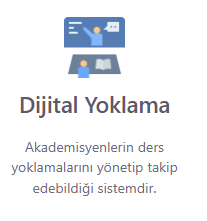 Dijital Yoklama
Akademisyenlerin ders
yoklamalarını yönetip takip
edebildiği sistemdir.